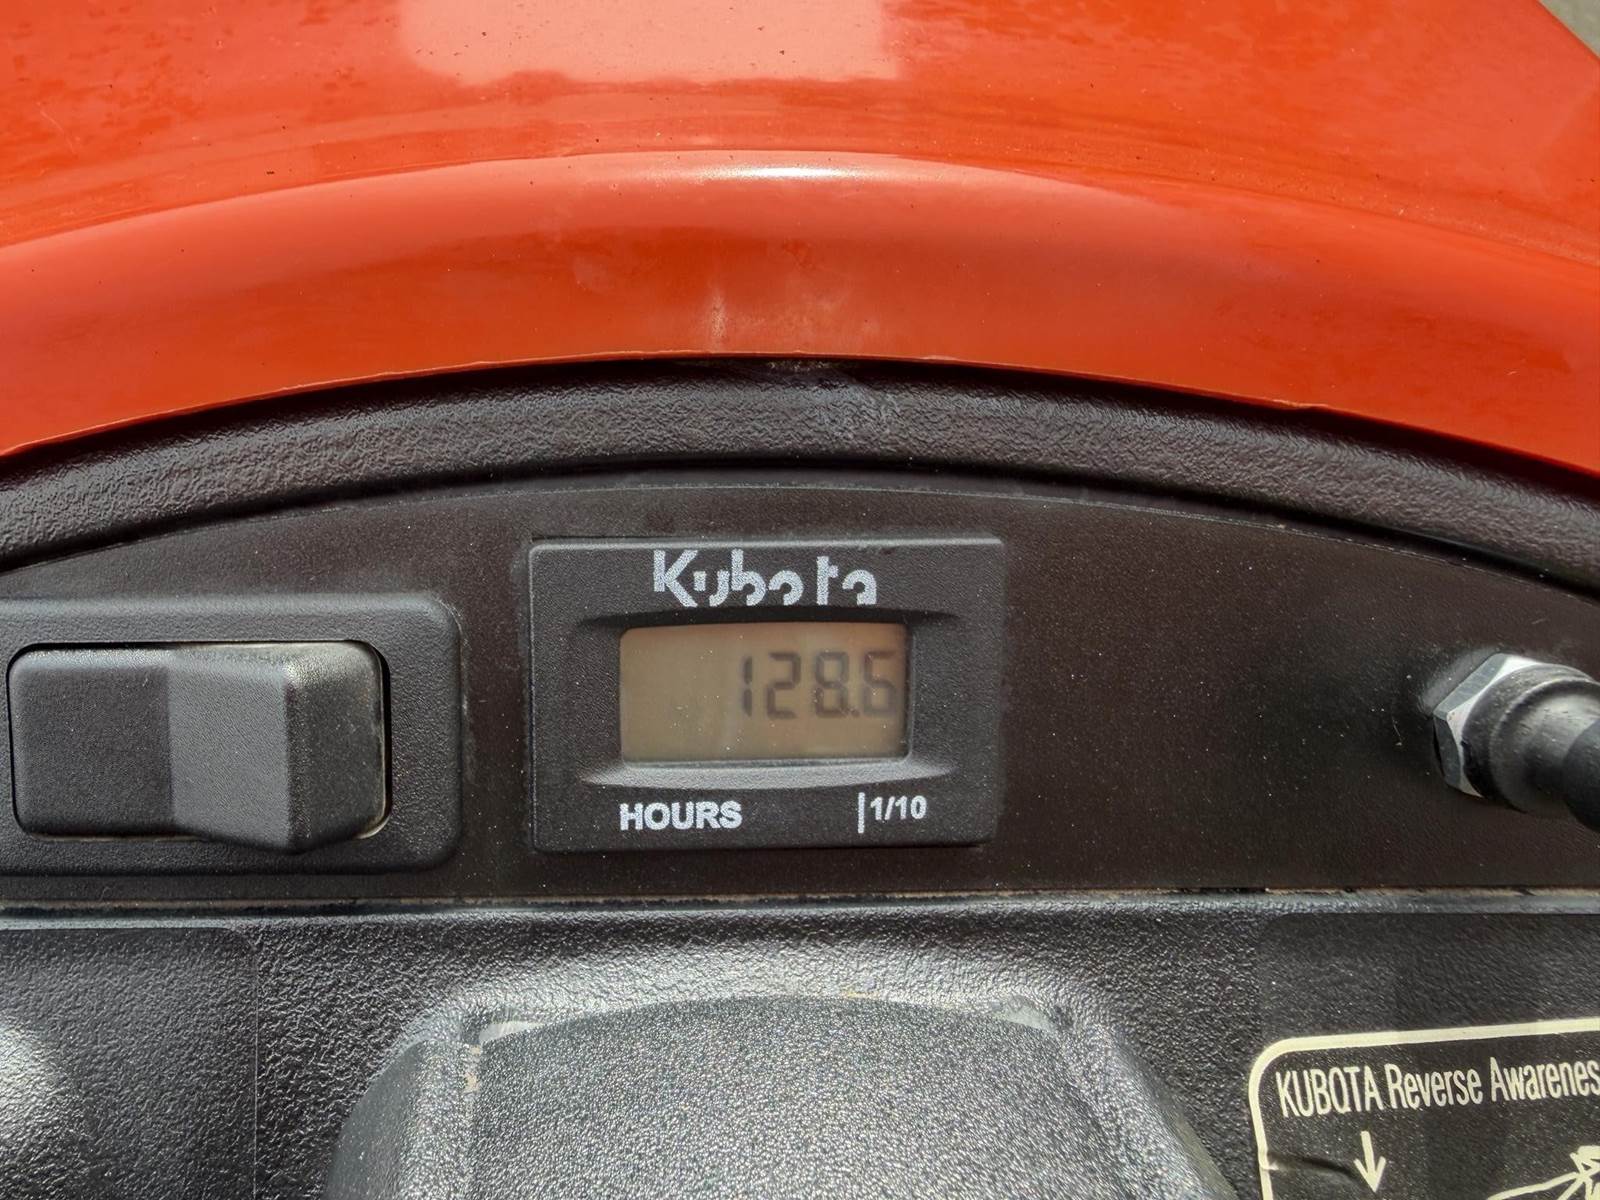 Kubota
128.6
HOURS
1/10
KUBOTA Reverse Awarenes